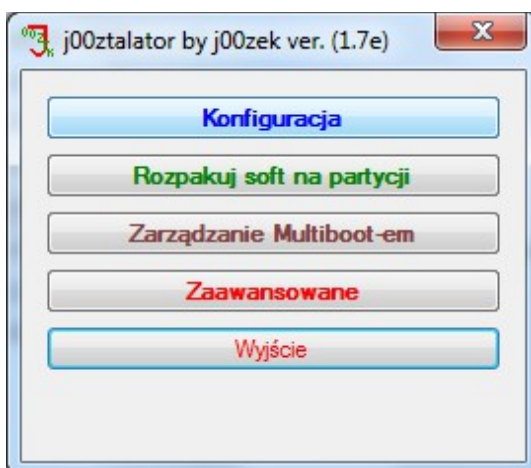 j00ztalator by j00zek ver. (1.7e)
Konfiguracja
Rozpakuj soft na partycji
Zarządzanie Multiboot-em
Zaawansowane
Wyjście